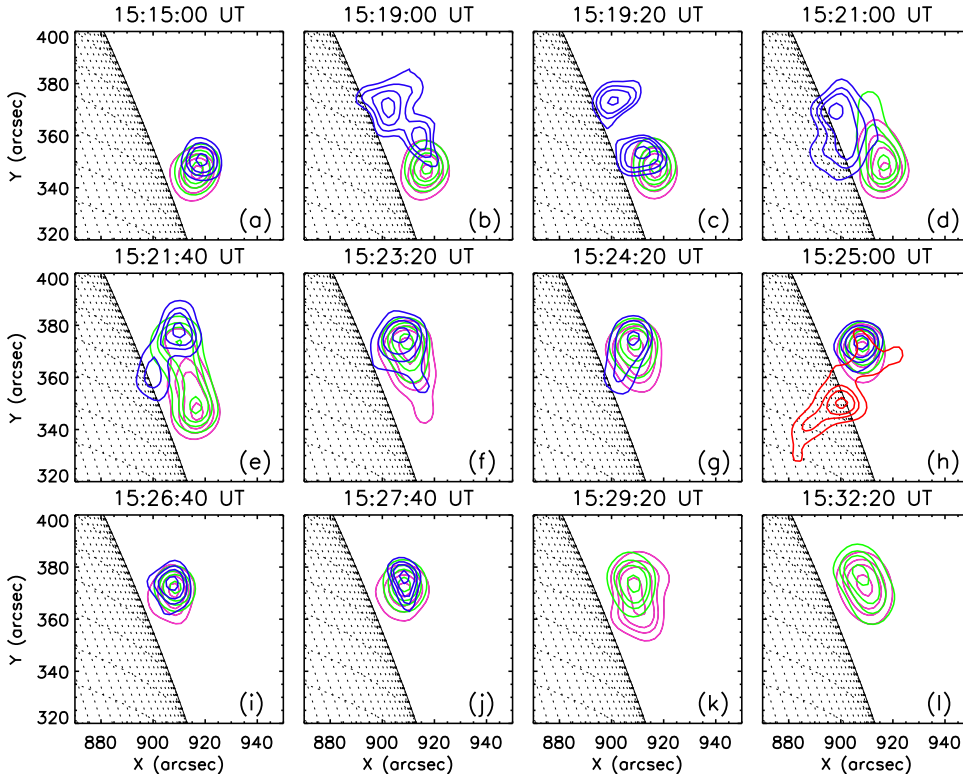 15:15:00 UT 15:19:00 UT 15:19:20 UT 15:21:00 UT
400
380
360
340
320
Y (arcsec)
(a) (b) (c) (d)
15:21:40 UT 15:23:20 UT 15:24:20 UT 15:25:00 UT
400
380
360
340
320
Y (arcsec)
(e) (f) (g) (h)
15:26:40 UT 15:27:40 UT 15:29:20 UT 15:32:20 UT
400
380
360
340
320
Y (arcsec)
(i) (j) (k) (l)
880 900 920 940 880 900 920 940 880 900 920 940 880 900 920 940
X (arcsec) X (arcsec) X (arcsec) X (arcsec)